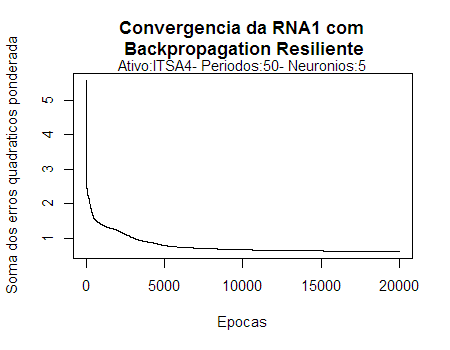 Convergencia da RNA1 com
Backpropagation Resiliente
Ativo:ITSA4- Periodos:50- Neuronios:5
Soma dos erros quadraticos ponderada
5
4
3
2
1
0 5000 10000 15000 20000
Epocas